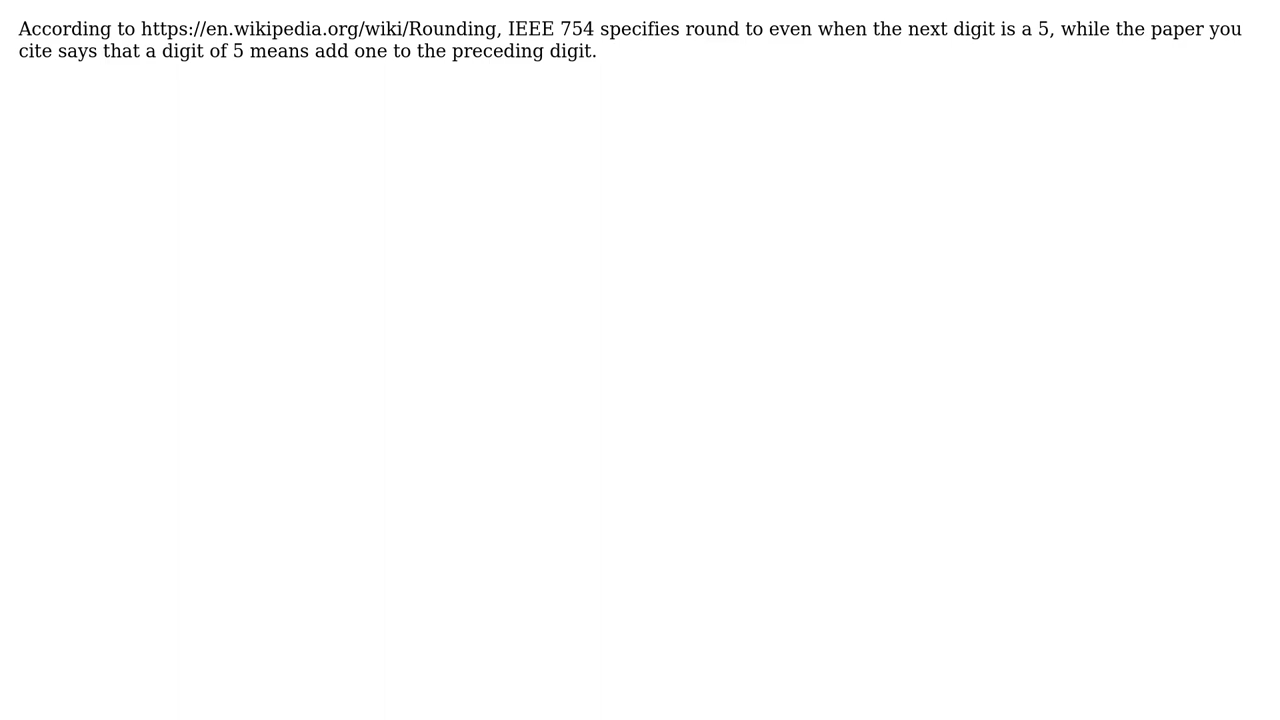 According to https://en.wikipedia.org/wiki/Rounding, IEEE 754 specifies round to even when the next digit is a 5, while the paper you
cite says that a digit of 5 means add one to the preceding digit.